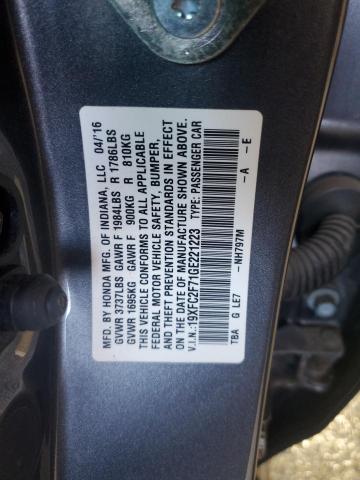 MFD. BY HONDA MFG. OF INDIANA, LLC 04/16
GVWR 3737LBS GAWR F 1984LBS R 1786LBS
GVWR 1695KG GAWR F 900KG R 810KG
THIS VEHICLE CONFORMS TO ALL APPLICABLE
FEDERAL MOTOR VEHICLE SAFETY, BUMPER,
AND THEFT PREVENTION STANDARDS IN EFFECT
ON THE DATE OF MANUFACTURE SHOWN ABOVE.
V.I.N.: 19XFC2F71GE221223 TYPE: PASSENGER CAR
NH797M — A — E
TBA G LE7